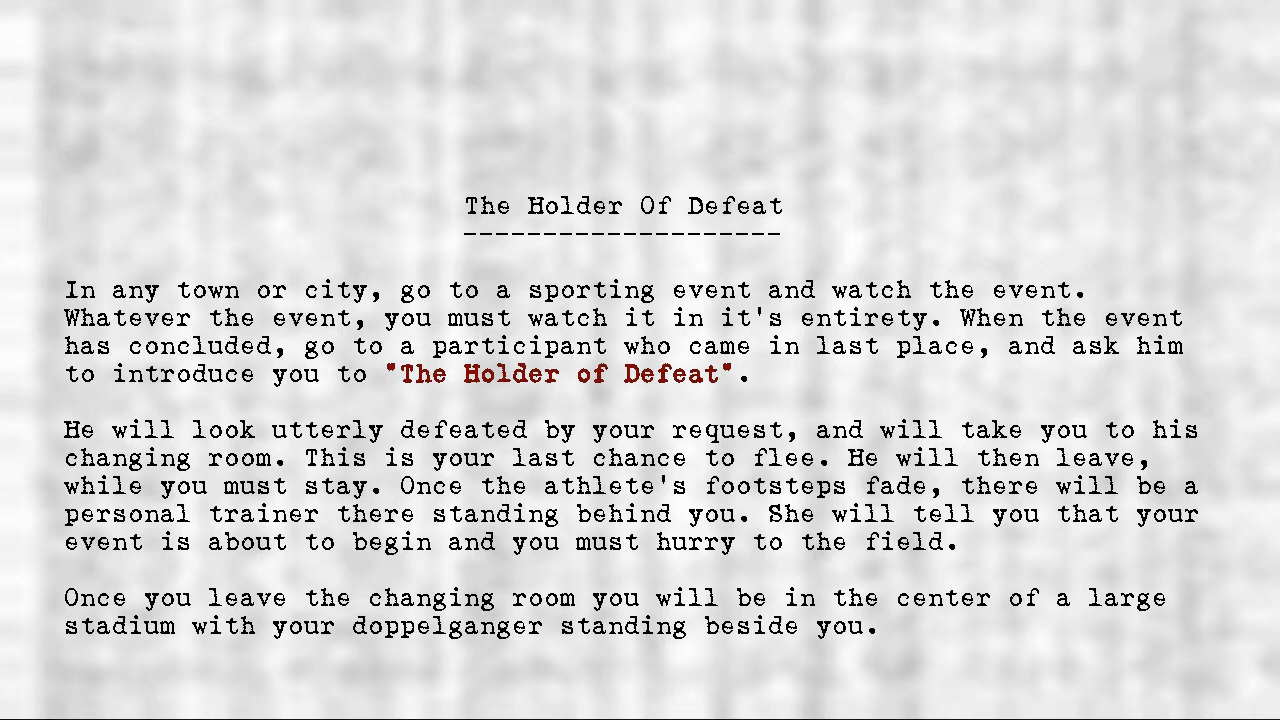 The Holder Of Defeat
--------------------
In any town or city, go to a sporting event and watch the event.
Whatever the event, you must watch it in it's entirety. When the event
has concluded, go to a participant who came in last place, and ask him
to introduce you to "The Holder of Defeat".
He will look utterly defeated by your request, and will take you to his
changing room. This is your last chance to flee. He will then leave,
while you must stay. Once the athlete's footsteps fade, there will be a
personal trainer there standing behind you. She will tell you that your
event is about to begin and you must hurry to the field.
Once you leave the changing room you will be in the center of a large
stadium with your doppelganger standing beside you.